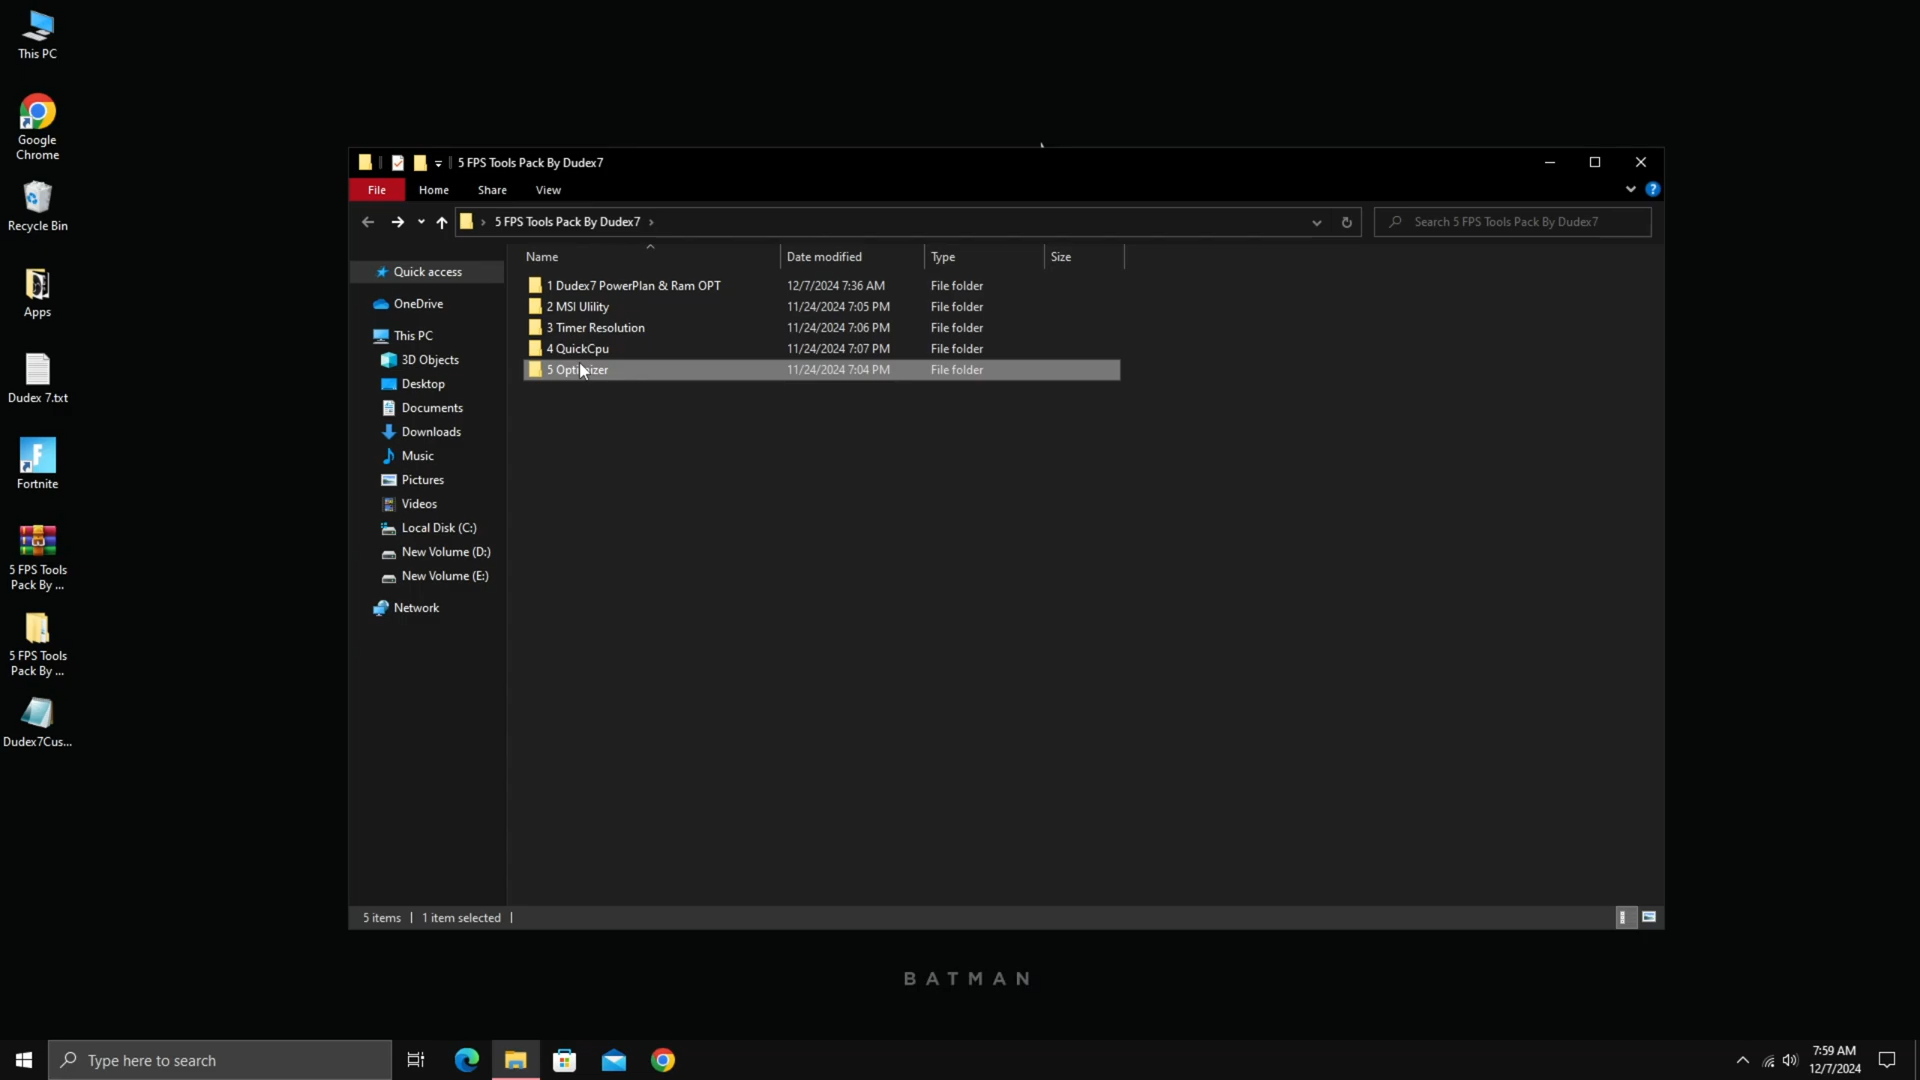 This PC
Google
Chrome
Recycle Bin
Apps
Dudex 7.txt
Fortnite
5 FPS Tools
Pack By ...
5 FPS Tools
Pack By ...
Dudex7Cus...
5 FPS Tools Pack By Dudex7
File Home Share View
5 FPS Tools Pack By Dudex7
Search 5 FPS Tools Pack By Dudex7
Quick access
OneDrive
This PC
3D Objects
Desktop
Documents
Downloads
Music
Pictures
Videos
Local Disk (C:)
New Volume (D:)
New Volume (E:)
Network
Name Date modified Type Size
1 Dudex7 PowerPlan & Ram OPT 12/7/2024 7:36 AM File folder
2 MSI Ulility 11/24/2024 7:05 PM File folder
3 Timer Resolution 11/24/2024 7:06 PM File folder
4 QuickCpu 11/24/2024 7:07 PM File folder
5 Optimizer 11/24/2024 7:04 PM File folder
5 items 1 item selected
BATMAN
Type here to search
7:59 AM
12/7/2024